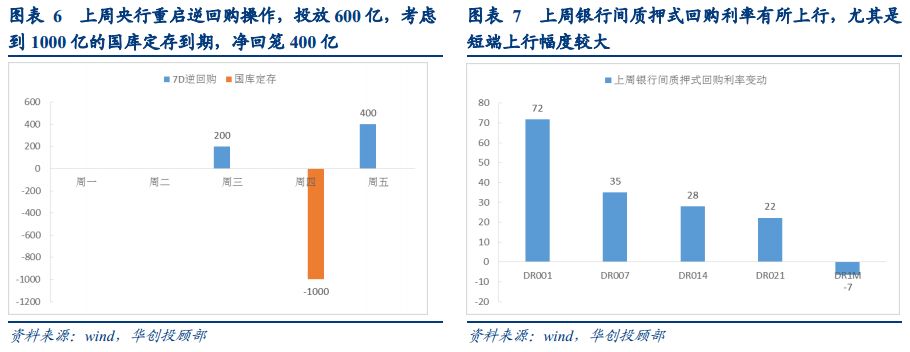 图表 6 上周央行重启逆回购操作，投放 600 亿，考虑
到 1000 亿的国库定存到期，净回笼 400 亿
7D逆回购 国库定存
600
400
200
0
-200
-400
-600
-800
-1000
-1200
400
200
-1000
周一 周二 周三 周四 周五
资料来源：wind，华创投顾部
图表 7 上周银行间质押式回购利率有所上行，尤其是
短端上行幅度较大
上周银行间质押式回购利率变动
80
70
60
50
40
30
20
10
0
-10
-20
72
35
28
22
-7
DR001 DR007 DR014 DR021 DR1M
资料来源：wind，华创投顾部